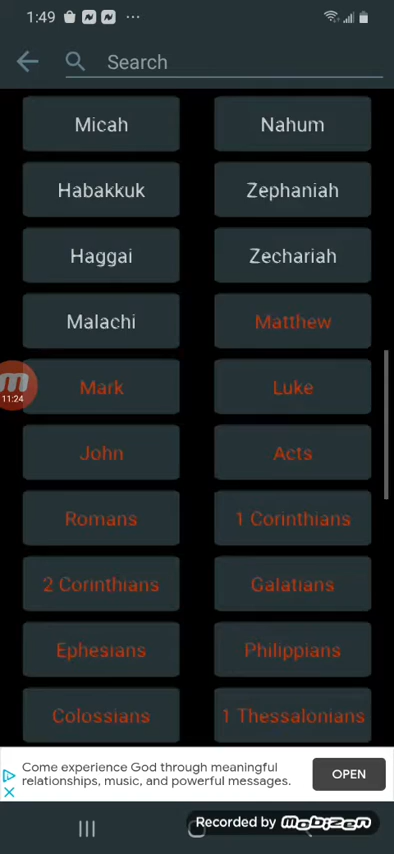 1:49
Search
Micah
Nahum
Habakkuk
Zephaniah
Haggai
Zechariah
Malachi
Matthew
Mark
Luke
11:24
John
Acts
Romans
1 Corinthians
2 Corinthians
Galatians
Ephesians
Philippians
Colossians
1 Thessalonians
Come experience God through meaningful
relationships, music, and powerful messages.
OPEN
Recorded by mobizen